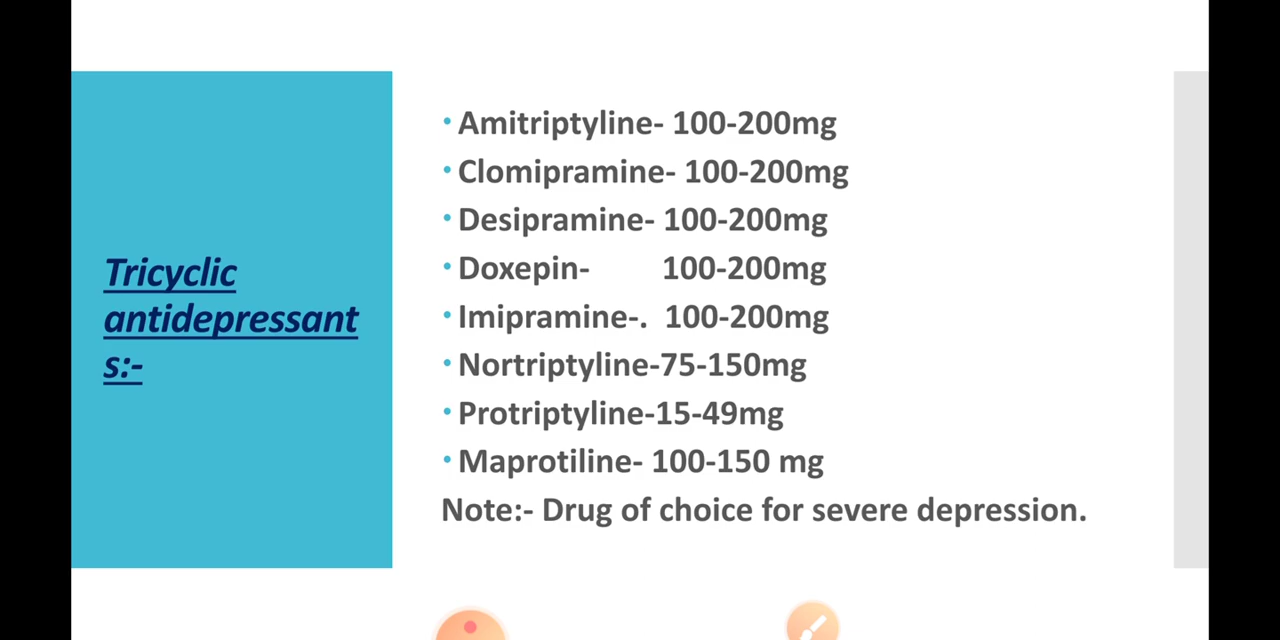 Tricyclic
antidepressant
s:-
• Amitriptyline- 100-200mg
• Clomipramine- 100-200mg
• Desipramine- 100-200mg
• Doxepin- 100-200mg
• Imipramine-. 100-200mg
• Nortriptyline-75-150mg
• Protriptyline-15-49mg
• Maprotiline- 100-150 mg
Note:- Drug of choice for severe depression.